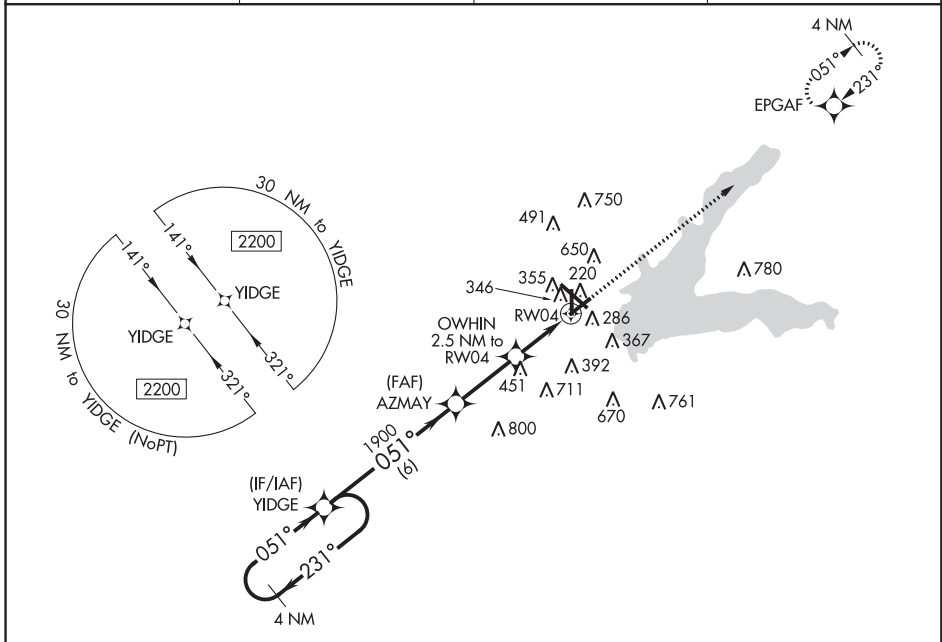 4 NM
051°
231°
EPGAF
30 NM to YIDGE
141°
2200
YIDGE
321°
141°
YIDGE
321°
2200
30 NM to YIDGE (NoPT)
750
491
650
355
220
346
780
RW04
286
OWHIN
2.5 NM to
RW04
367
392
451
(FAF)
AZMAY
711
670
761
800
1900
051°
(6)
(IF/IAF)
YIDGE
051°
231°
4 NM